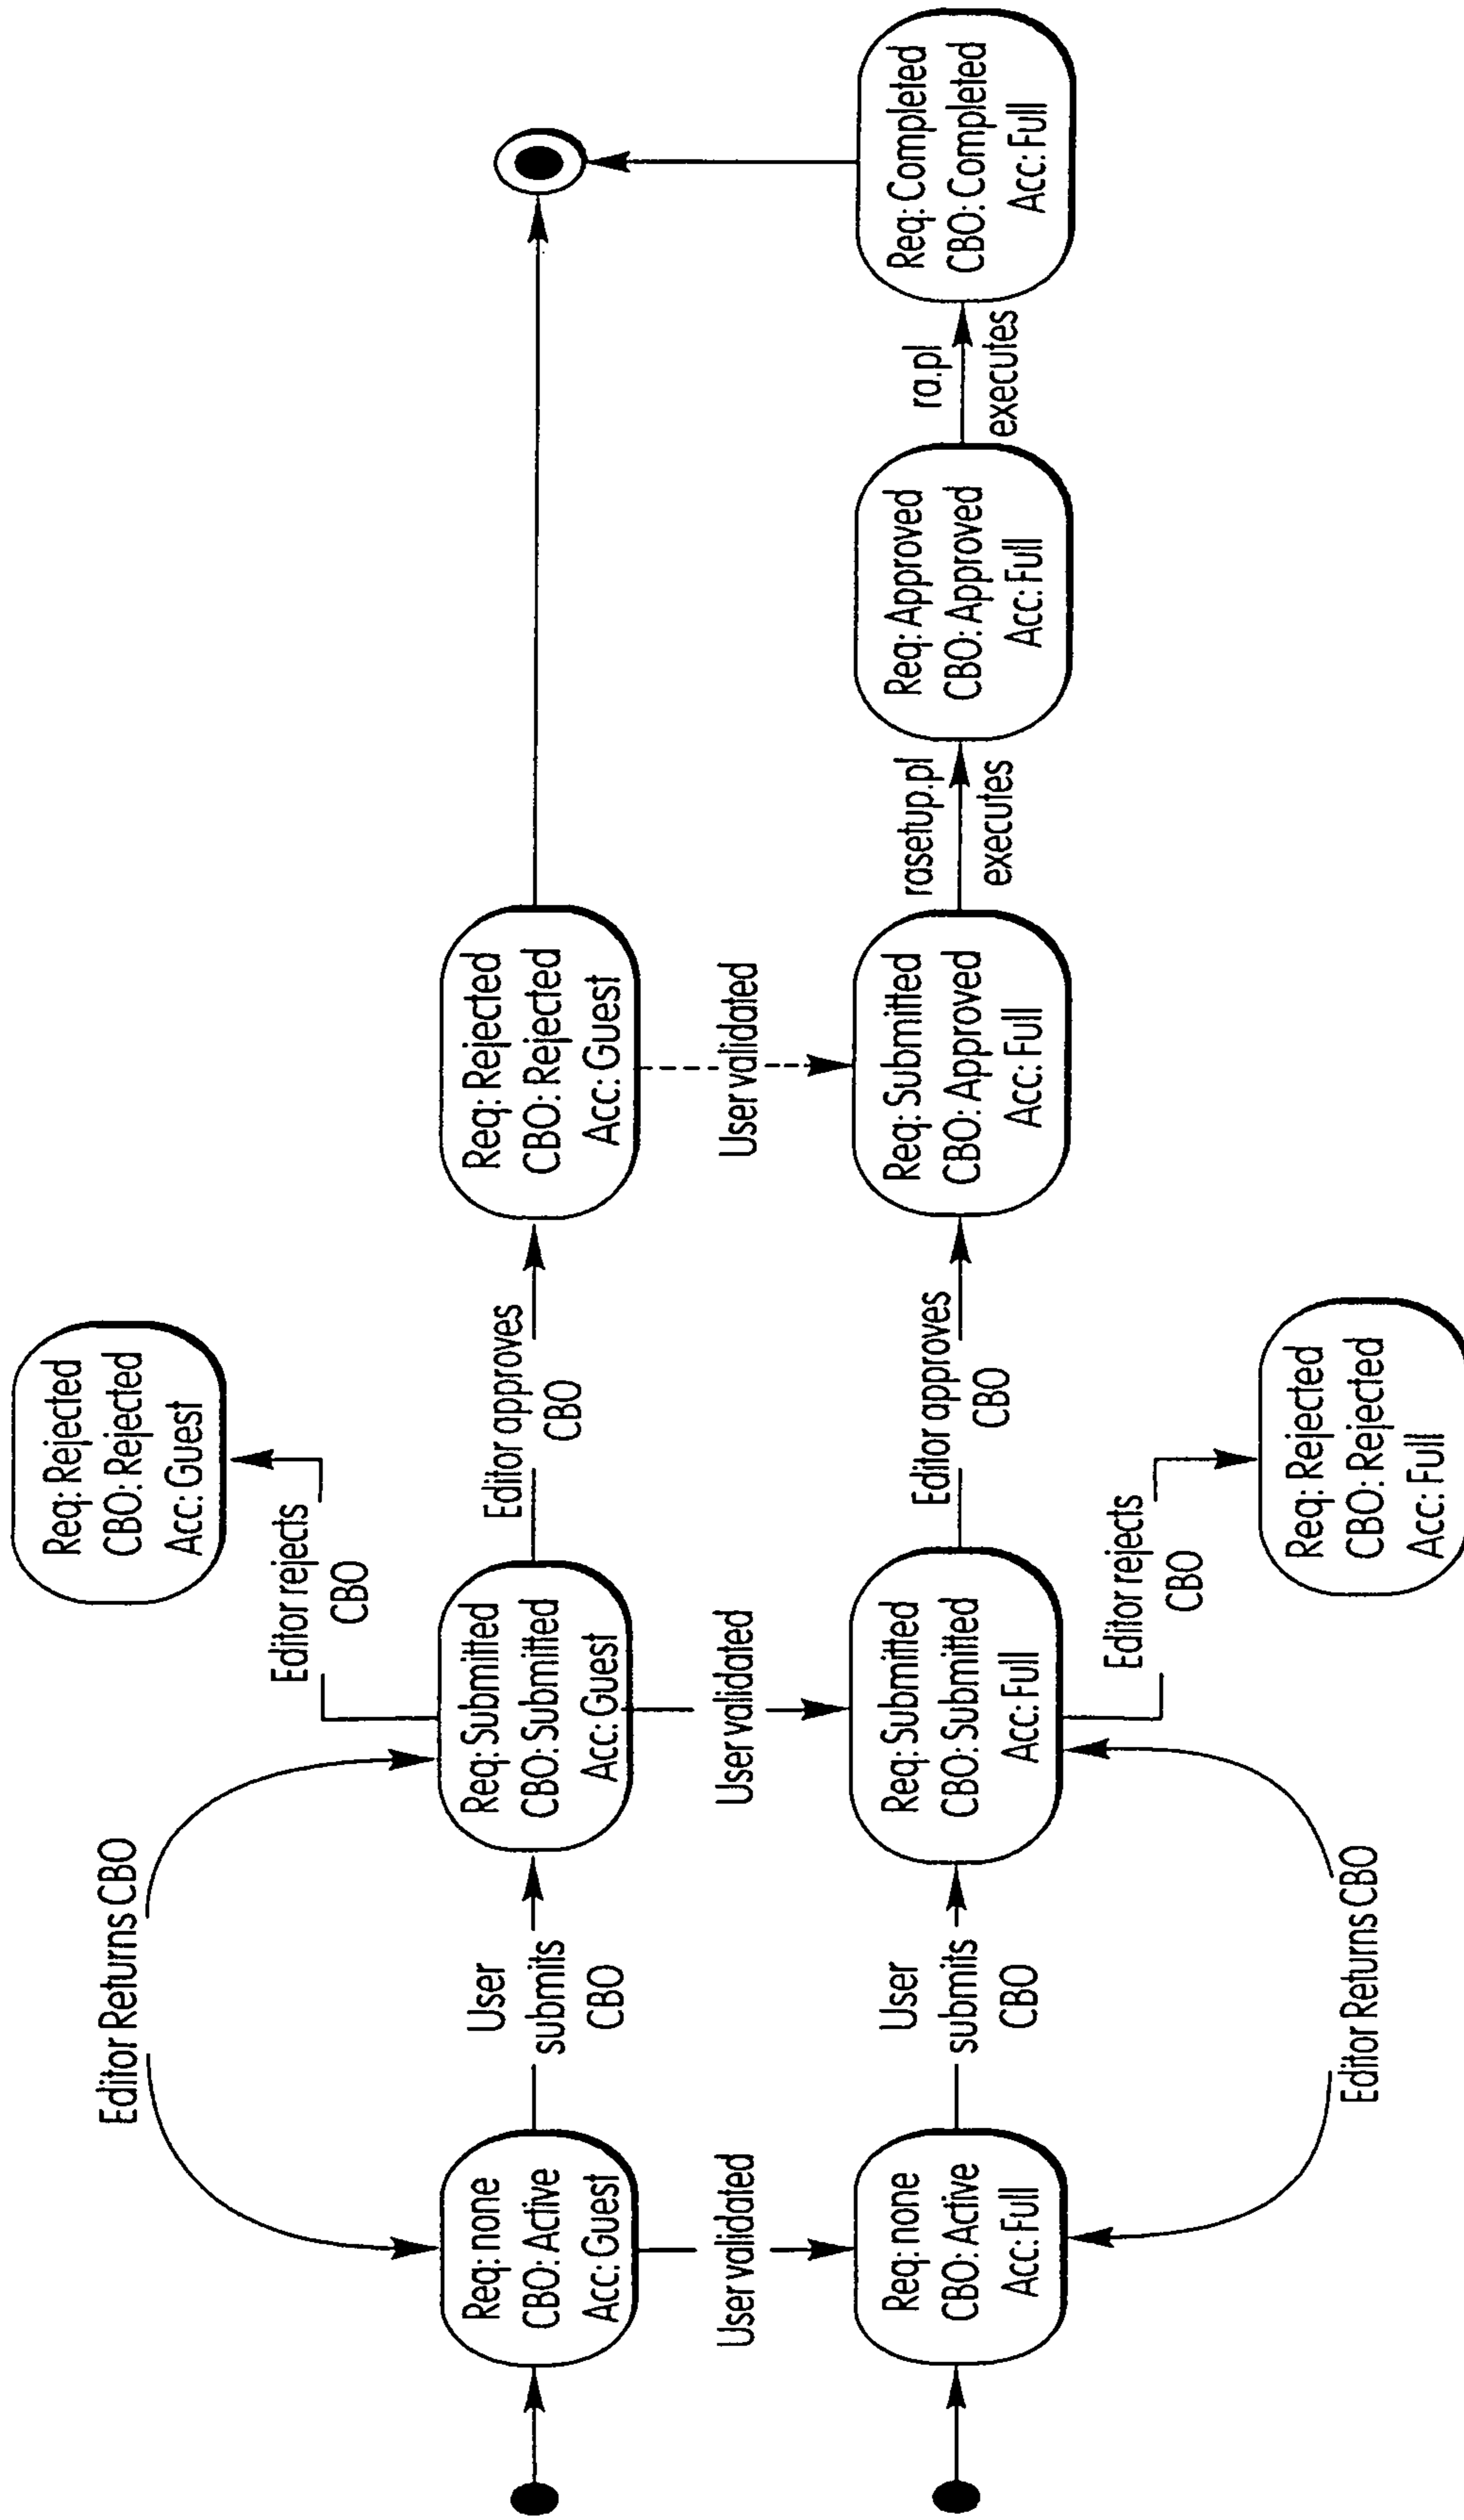 Editor Returns CBO
Req: Rejected
CBO: Rejected
Acc: Guest
Editor rejects
CBO
Req: none
CBO: Active
Acc: Guest
User
submits
CBO
Req: Submitted
CBO: Submitted
Acc: Guest
Editor approves
CBO
Req: Rejected
CBO: Rejected
Acc: Guest
User validated
User validated
User validated
Req: none
CBO: Active
Acc: Full
User
submits
CBO
Req: Submitted
CBO: Submitted
Acc: Full
Editor approves
CBO
Req: Submitted
CBO: Approved
Acc: Full
rasetup.pl
executes
Req: Approved
CBO: Approved
Acc: Full
ra.pl
executes
Req: Completed
CBO: Completed
Acc: Full
Editor rejects
CBO
Req: Rejected
CBO: Rejected
Acc: Full
Editor Returns CBO